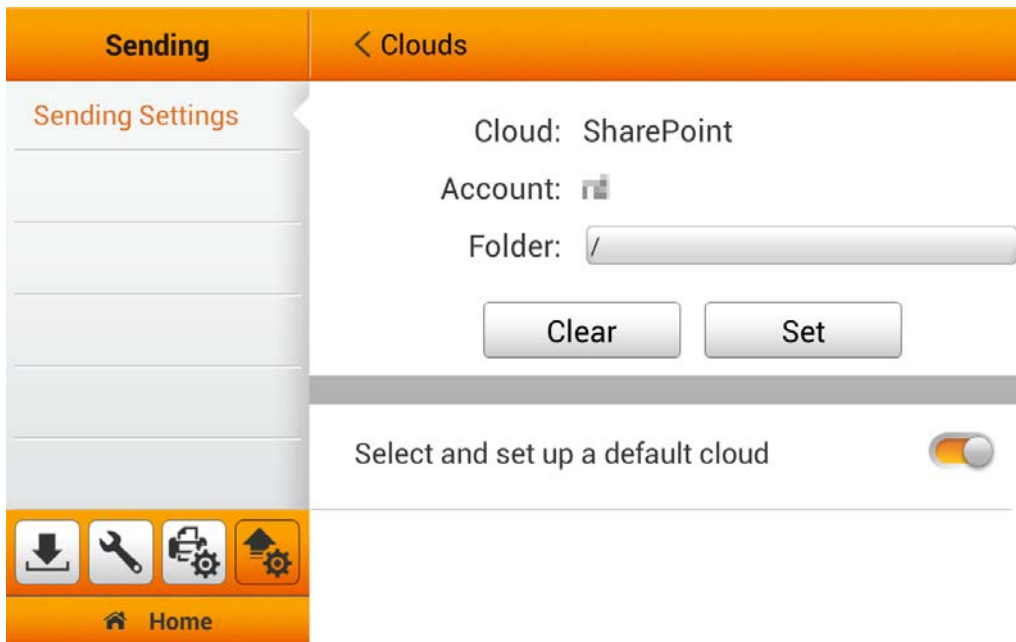 Sending
< Clouds
Sending Settings
Cloud: SharePoint
Account:
Folder: /
Clear
Set
Select and set up a default cloud
Home